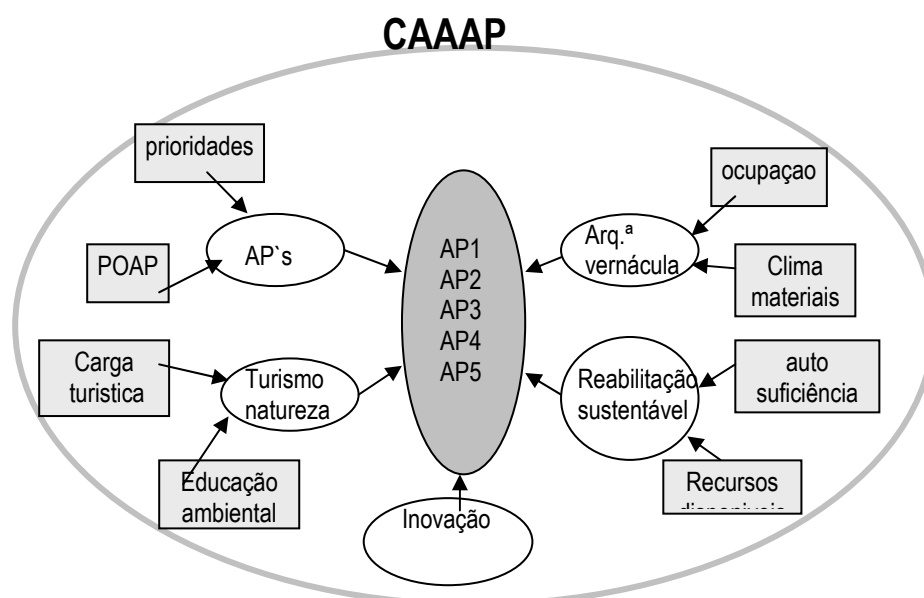 CAAAP
prioridades
POAP
AP`s
Carga
turistica
Turismo
natureza
Educação
ambiental
AP1
AP2
AP3
AP4
AP5
Inovação
ocupaçao
Arq.ª
vernácula
Clima
materiais
Reabilitação
sustentável
auto
suficiência
Recursos